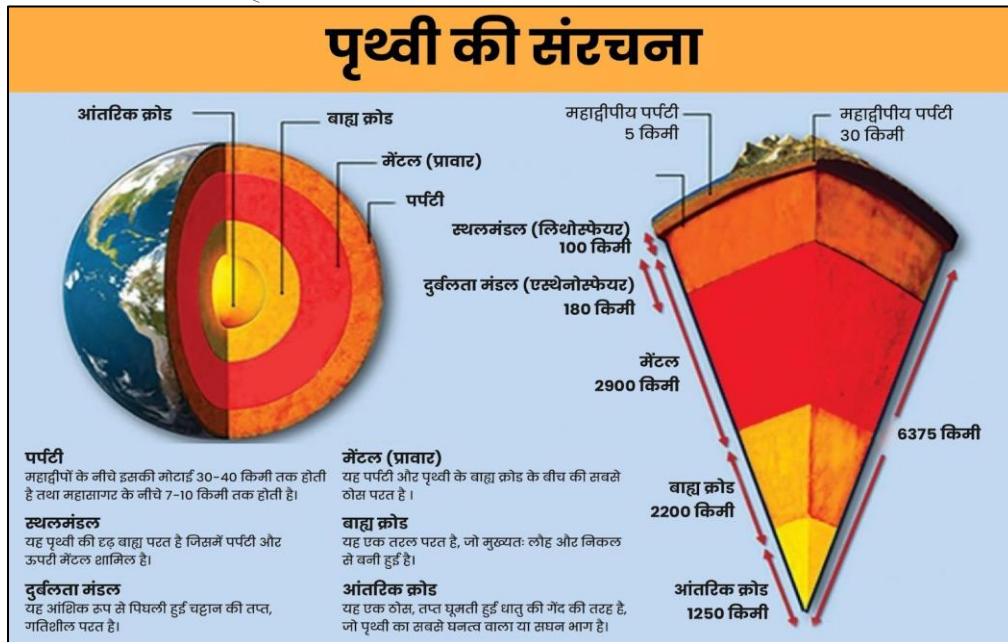 पृथ्वी की संरचना
आंतरिक क्रोड
बाह्य क्रोड
मेंटल (प्रावार)
पर्पटी
महाद्वीपीय पर्पटी
5 किमी
महाद्वीपीय पर्पटी
30 किमी
स्थलमंडल (लिथोस्फेयर)
100 किमी
दुर्बलता मंडल (एस्थेनोस्फेयर)
180 किमी
मेंटल
2900 किमी
6375 किमी
बाह्य क्रोड
2200 किमी
आंतरिक क्रोड
1250 किमी
पर्पटी
महाद्वीपों के नीचे इसकी मोटाई 30-40 किमी तक होती
है तथा महासागर के नीचे 7-10 किमी तक होती है।
स्थलमंडल
यह पृथ्वी की दृढ़ बाह्य परत है जिसमें पर्पटी और
ऊपरी मेंटल शामिल है।
दुर्बलता मंडल
यह आंशिक रूप से पिघली हुई चट्टान की तप्त,
गतिशील परत है।
मेंटल (प्रावार)
यह पर्पटी और पृथ्वी के बाह्य क्रोड के बीच की सबसे
ठोस परत है ।
बाह्य क्रोड
यह एक तरल परत है, जो मुख्यतः लोह और निकल
से बनी हुई है।
आंतरिक क्रोड
यह एक ठोस, तप्त घूमती हुई धातु की गेंद की तरह है,
जो पृथ्वी का सबसे घनत्व वाला या सघन भाग है।